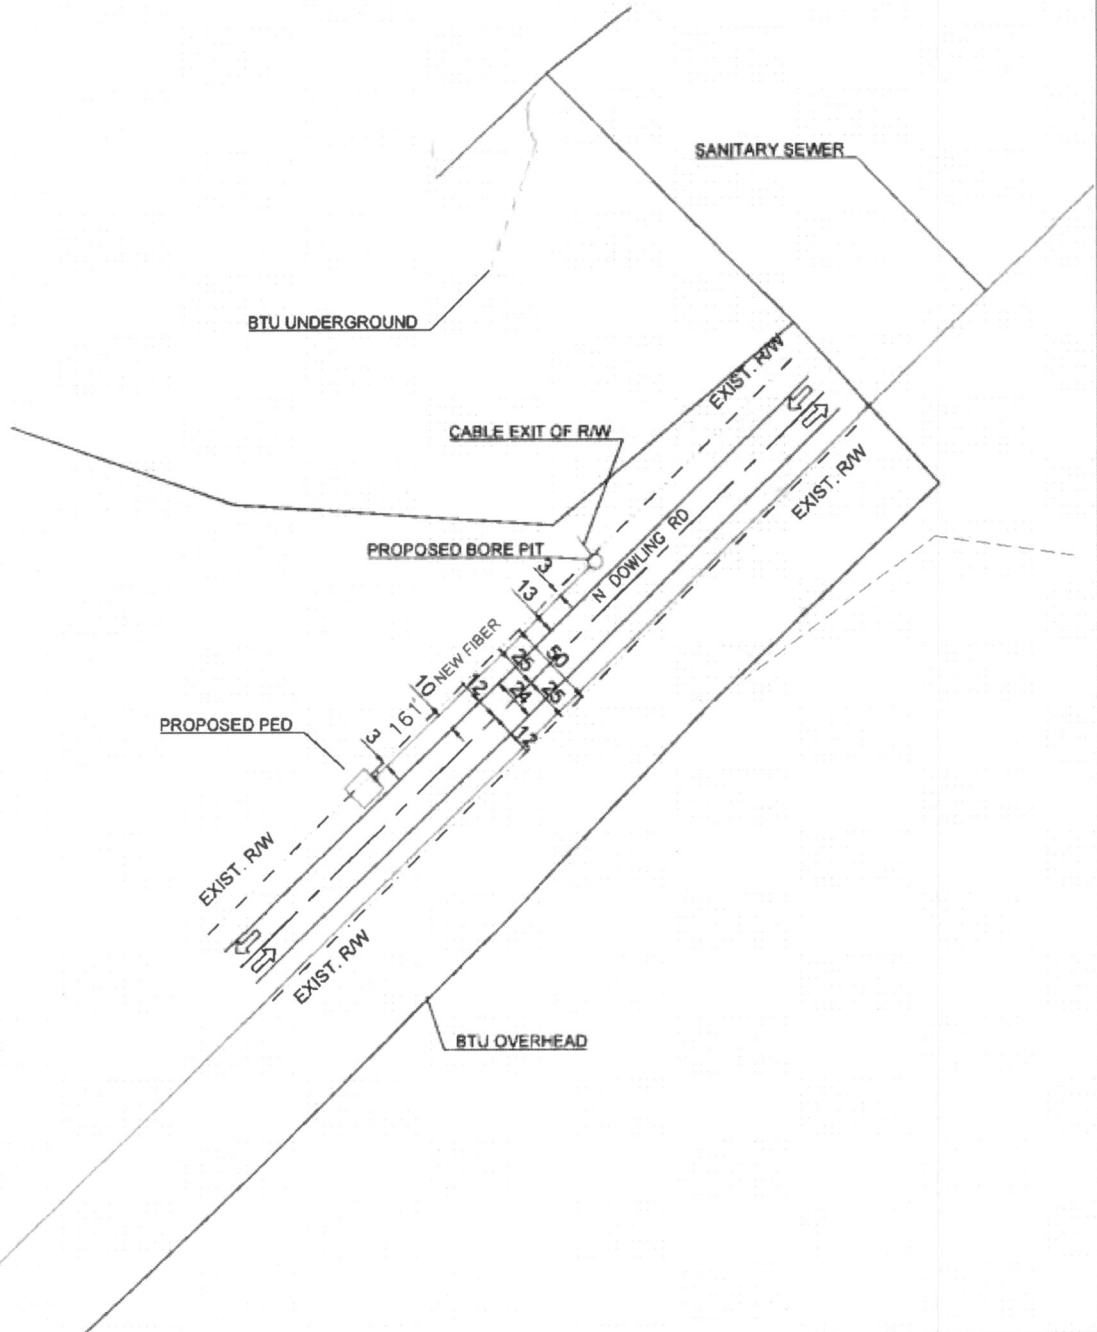 SANITARY SEWER
BTU UNDERGROUND
EXIST. R/W
CABLE EXIT OF R/W
EXIST. R/W
PROPOSED BORE PIT
N DOWLING RD
3
13
NEW FIBER
50
25
25
10
12
24
161'
12
3
PROPOSED PED
EXIST. R/W
EXIST. R/W
BTU OVERHEAD